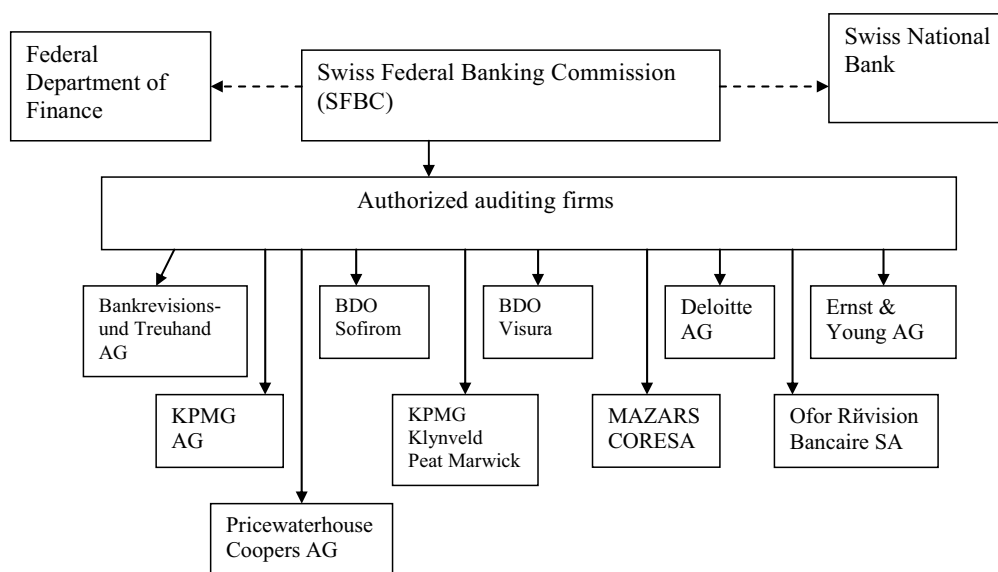 Federal
Department of
Finance
Swiss Federal Banking Commission
(SFBC)
Swiss National
Bank
Authorized auditing firms
Bankrevisions-
und Treuhand
AG
BDO
Sofirom
BDO
Visura
Deloitte
AG
Ernst &
Young AG
KPMG
AG
KPMG
Klynveld
Peat Marwick
MAZARS
CORESA
Ofor Rйvision
Bancaire SA
Pricewaterhouse
Coopers AG